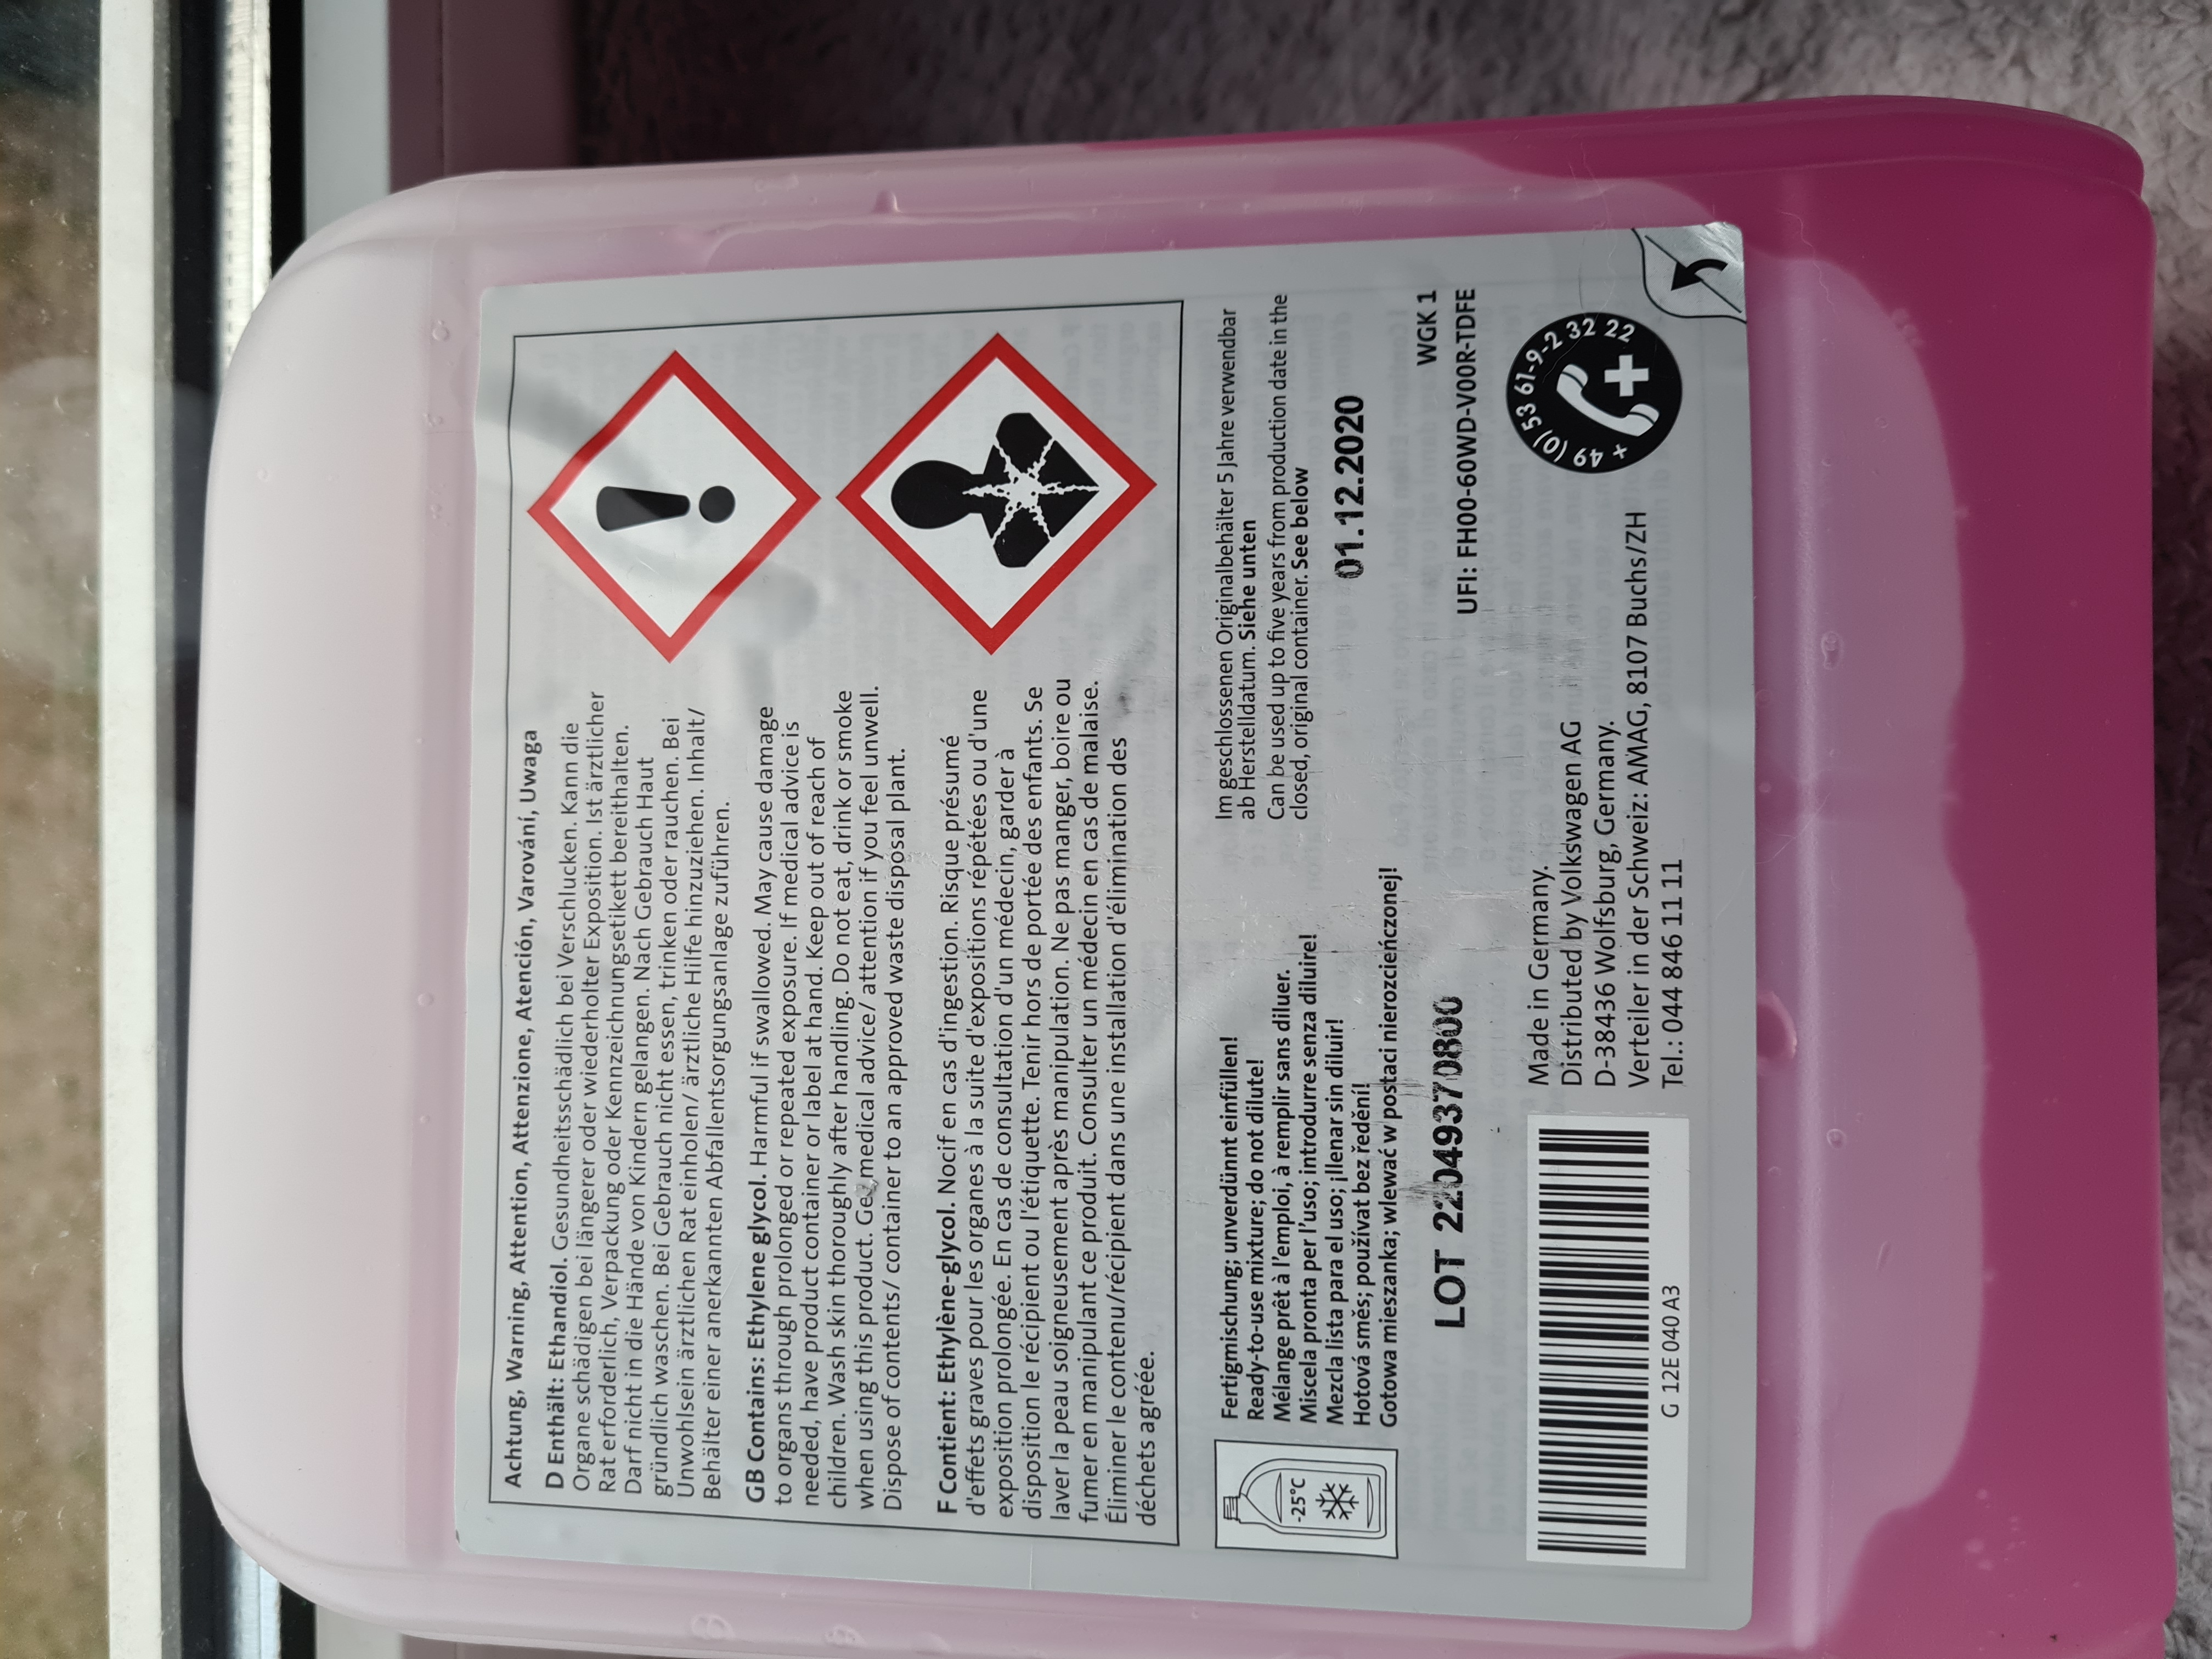 Achtung, Warning, Attention, Attenzione, Atención, Varování, Uwaga
D Enthält: Ethandiol. Gesundheitsschädlich bei Verschlucken. Kann die
Organe schädigen bei längerer oder wiederholter Exposition. Ist ärztlicher
Rat erforderlich, Verpackung oder Kennzeichnungsetikett bereithalten.
Darf nicht in die Hände von Kindern gelangen. Nach Gebrauch Haut
gründlich waschen. Bei Gebrauch nicht essen, trinken oder rauchen. Bei
Unwohlsein ärztlichen Rat einholen/ ärztliche Hilfe hinzuziehen. Inhalt/
Behälter einer anerkannten Abfallentsorgungsanlage zuführen.
GB Contains: Ethylene glycol. Harmful if swallowed. May cause damage
to organs through prolonged or repeated exposure. If medical advice is
needed, have product container or label at hand. Keep out of reach of
children. Wash skin thoroughly after handling. Do not eat, drink or smoke
when using this product. Get medical advice/ attention if you feel unwell.
Dispose of contents/ container to an approved waste disposal plant.
F Contient: Ethylène-glycol. Nocif en cas d'ingestion. Risque présumé
d'effets graves pour les organes à la suite d'expositions répétées ou d'une
exposition prolongée. En cas de consultation d'un médecin, garder à
disposition le récipient ou l'étiquette. Tenir hors de portée des enfants. Se
laver la peau soigneusement après manipulation. Ne pas manger, boire ou
fumer en manipulant ce produit. Consulter un médecin en cas de malaise.
Éliminer le contenu/récipient dans une installation d'élimination des
déchets agréée.
-25°C
Fertigmischung; unverdünnt einfüllen!
Ready-to-use mixture; do not dilute!
Mélange prêt à l'emploi, à remplir sans diluer.
Miscela pronta per l'uso; introdurre senza diluire!
Mezcla lista para el uso; ¡llenar sin diluir!
Hotová směs; používat bez ředění!
Gotowa mieszanka; wlewać w postaci nierozcieńczonej!
Im geschlossenen Originalbehälter 5 Jahre verwendbar
ab Herstelldatum. Siehe unten
Can be used up to five years from production date in the
closed, original container. See below
01.12.2020
LOT 22049370800
WGK 1
UFI: FH00-60WD-V00R-TDFE
G 12E 040 A3
Made in Germany.
Distributed by Volkswagen AG
D-38436 Wolfsburg, Germany.
Verteiler in der Schweiz: AMAG, 8107 Buchs/ZH
Tel.: 044 846 11 11
+ 49 (0) 53 61-9-2 32 22